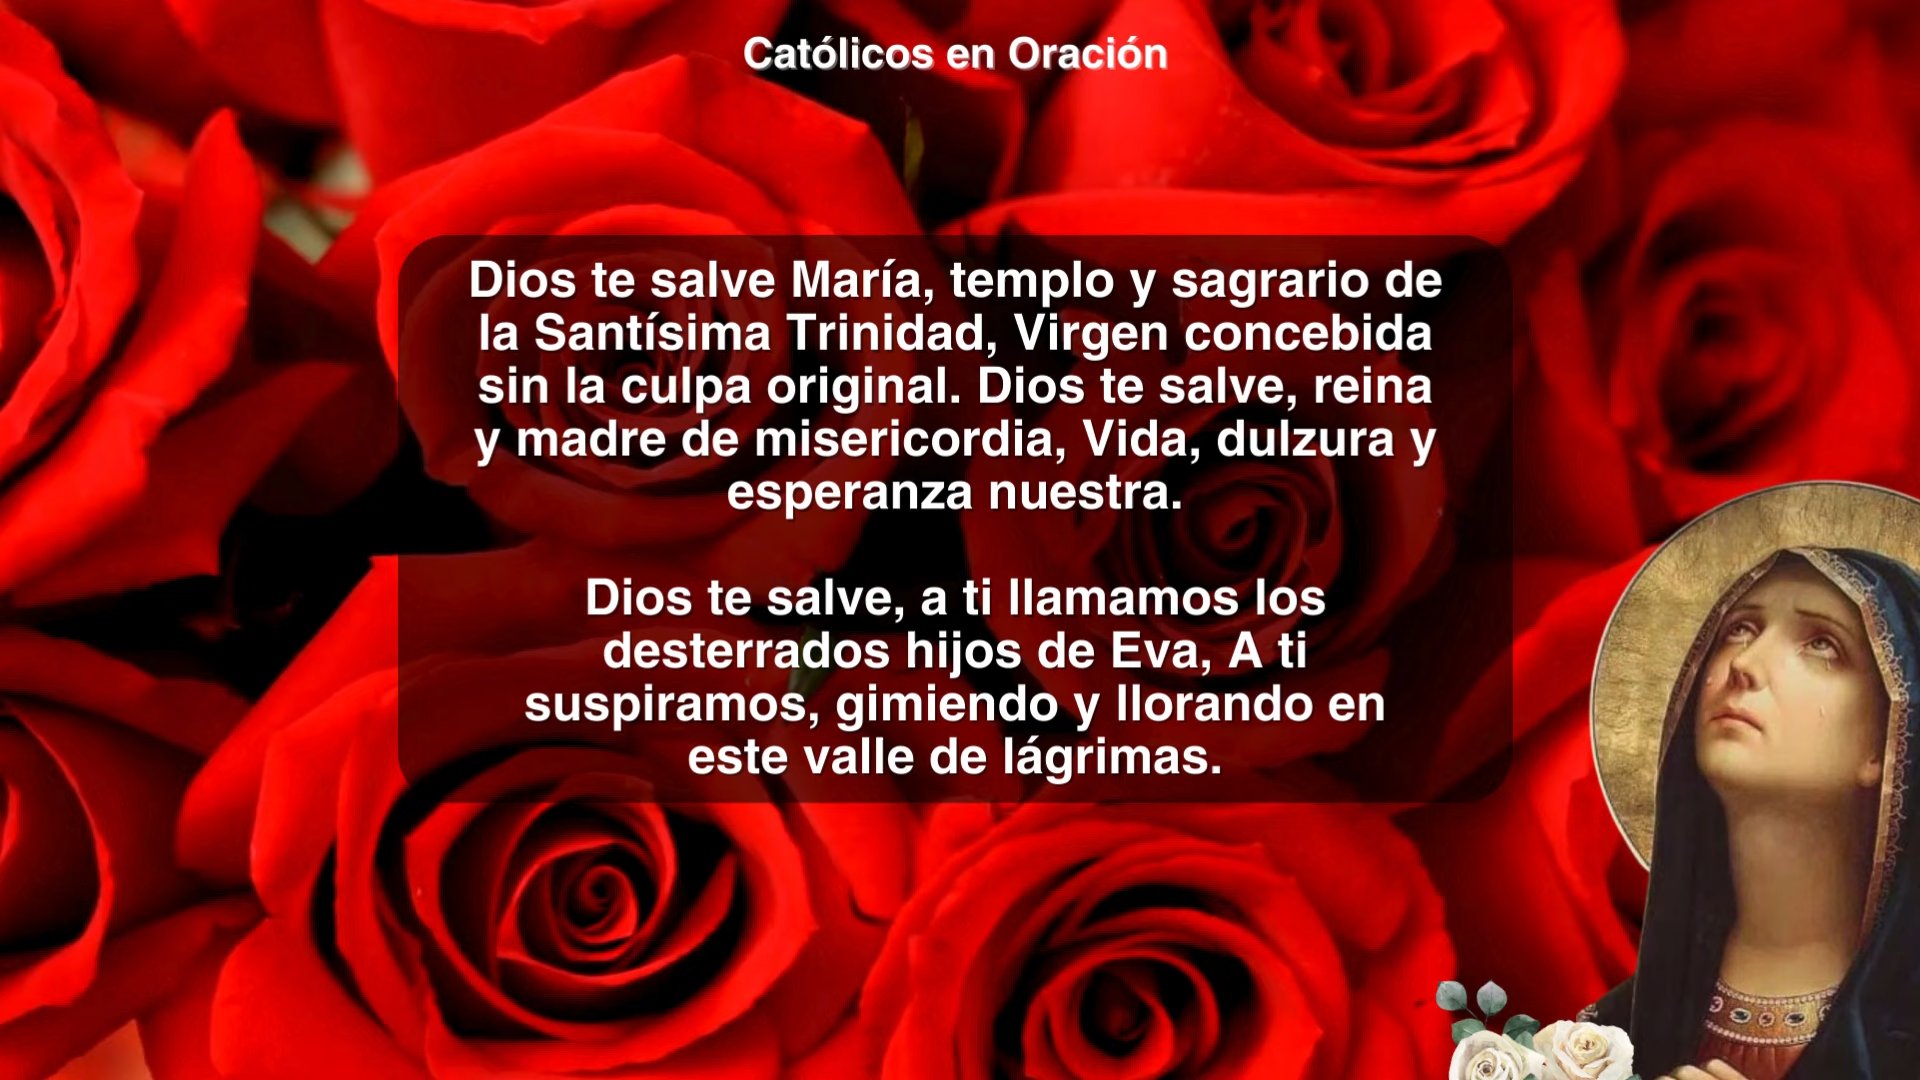 Católicos en Oración
Dios te salve María, templo y sagrario de
la Santísima Trinidad, Virgen concebida
sin la culpa original. Dios te salve, reina
y madre de misericordia, Vida, dulzura y
esperanza nuestra.
Dios te salve, a ti llamamos los
desterrados hijos de Eva, A ti
suspiramos, gimiendo y llorando en
este valle de lágrimas.